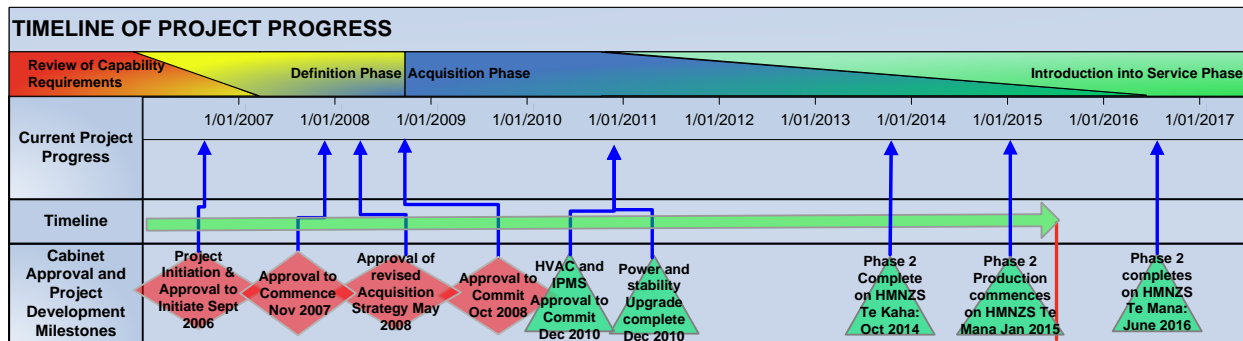 TIMELINE OF PROJECT PROGRESS
Review of Capability
Requirements
Definition Phase
Acquisition Phase
Introduction into Service Phase
Current Project
Progress
1/01/2007
1/01/2008
1/01/2009
1/01/2010
1/01/2011
1/01/2012
1/01/2013
1/01/2014
1/01/2015
1/01/2016
1/01/2017
Timeline
Cabinet
Approval and
Project
Development
Milestones
Project
Initiation &
Approval to
Initiate Sept
2006
Approval to
Commence
Nov 2007
Approval of
revised
Acquisition
Strategy May
2008
Approval to
Commit
Oct 2008
HVAC and
IPMS
Approval to
Commit
Dec 2010
Power and
stability
Upgrade
complete
Dec 2010
Phase 2
Complete
on HMNZS
Te Kaha:
Oct 2014
Phase 2
Production
commences
on HMNZS Te
Mana Jan 2015
Phase 2
completes
on HMNZS
Te Mana:
June 2016